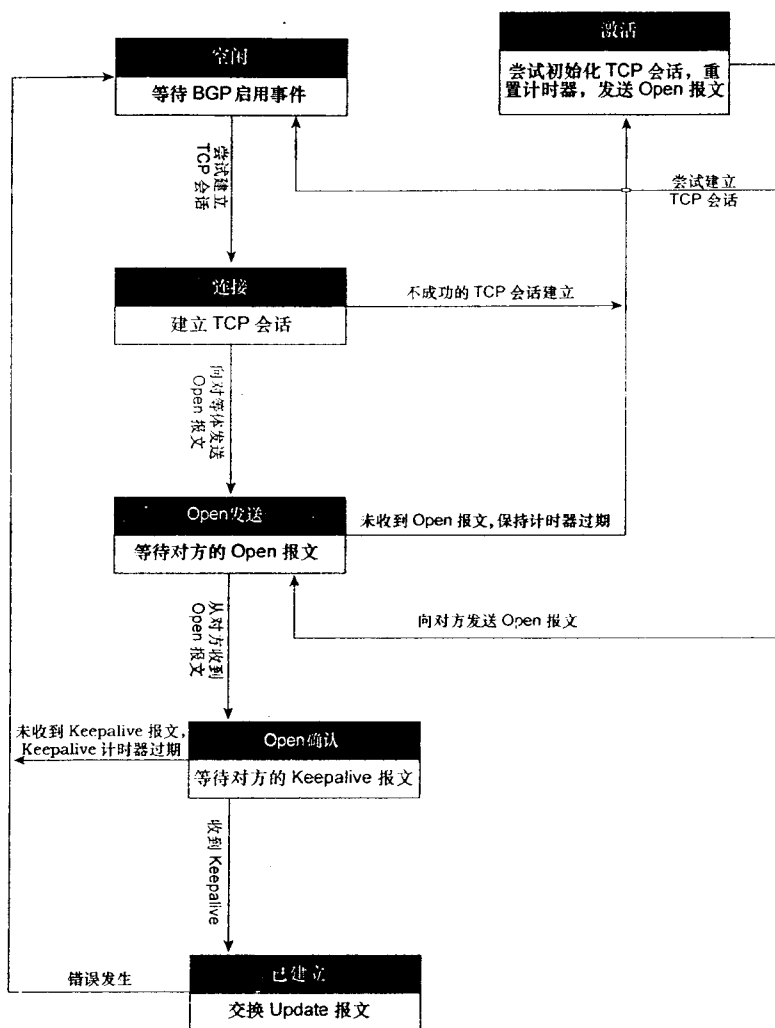 空闲
等待 BGP 启用事件
激活
尝试初始化 TCP 会话，重
置计时器，发送 Open 报文
尝试建立
TCP 会话
尝试建立
TCP 会话
连接
建立 TCP 会话
不成功的 TCP 会话建立
向对等体发送
Open 报文
Open发送
等待对方的 Open 报文
未收到 Open 报文，保持计时器过期
从对方收到
Open 报文
向对方发送 Open 报文
未收到 Keepalive 报文，
Keepalive 计时器过期
Open确认
等待对方的 Keepalive 报文
收到 Keepalive
已建立
交换 Update 报文
错误发生